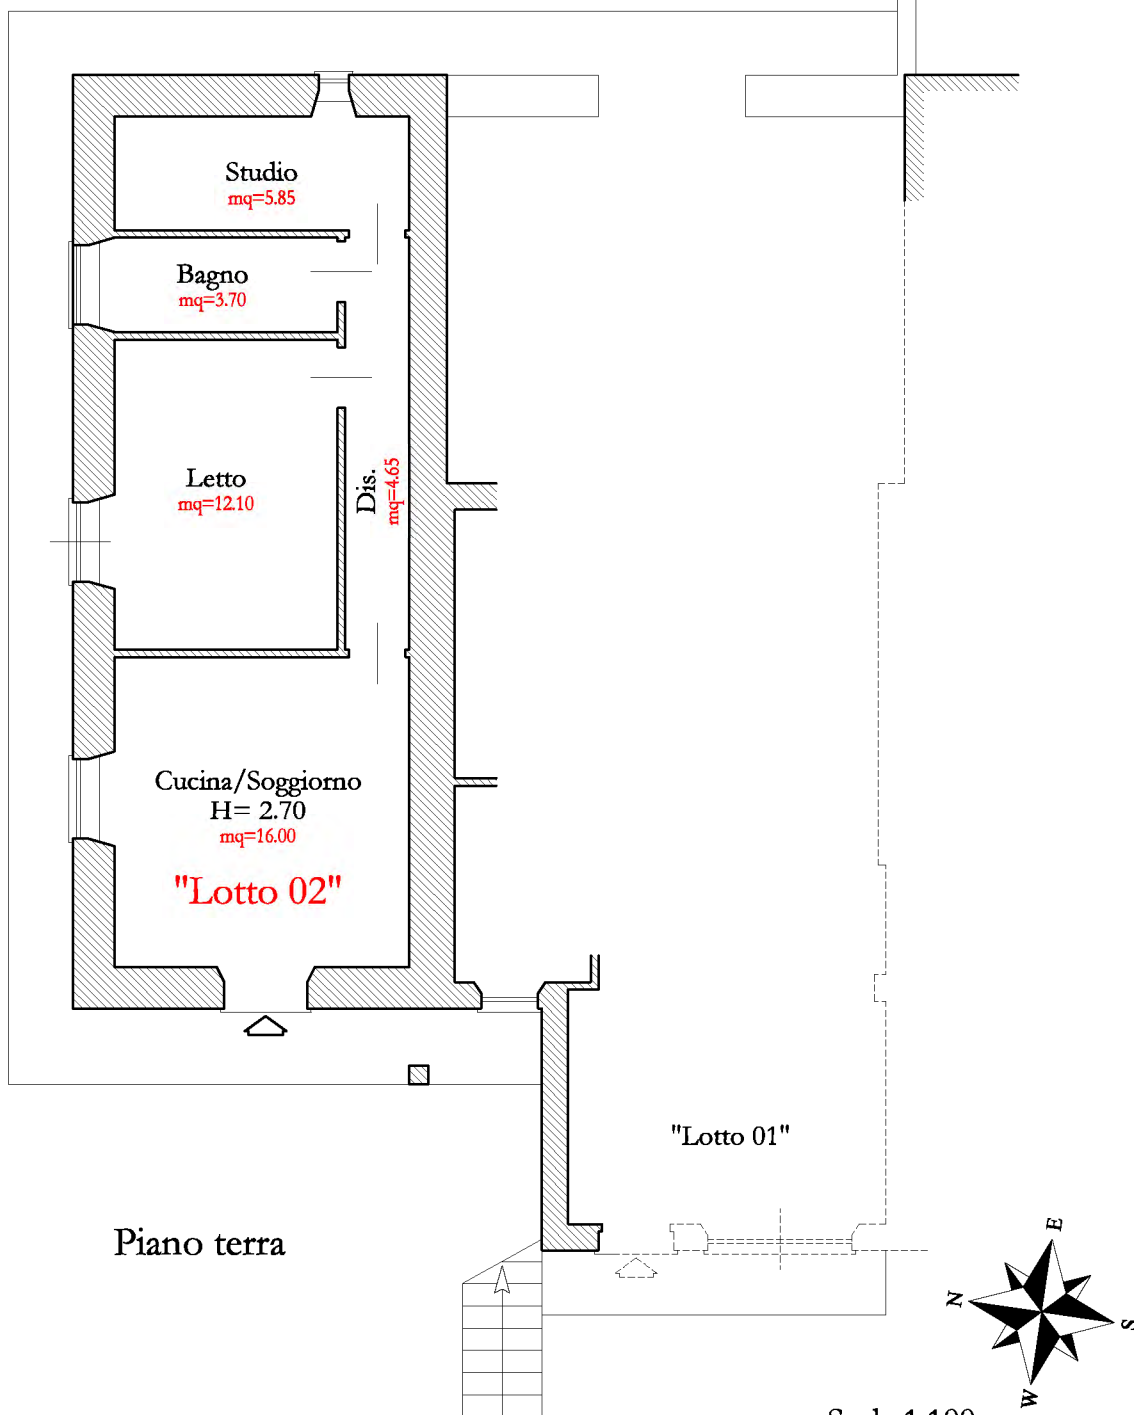 Studio
mq=5.85
Bagno
mq=3.70
Letto
mq=12.10
Dis.
mq=4.65
Cucina/Soggiorno
H= 2.70
mq=16.00
"Lotto 02"
"Lotto 01"
Piano terra
E
N
S
W